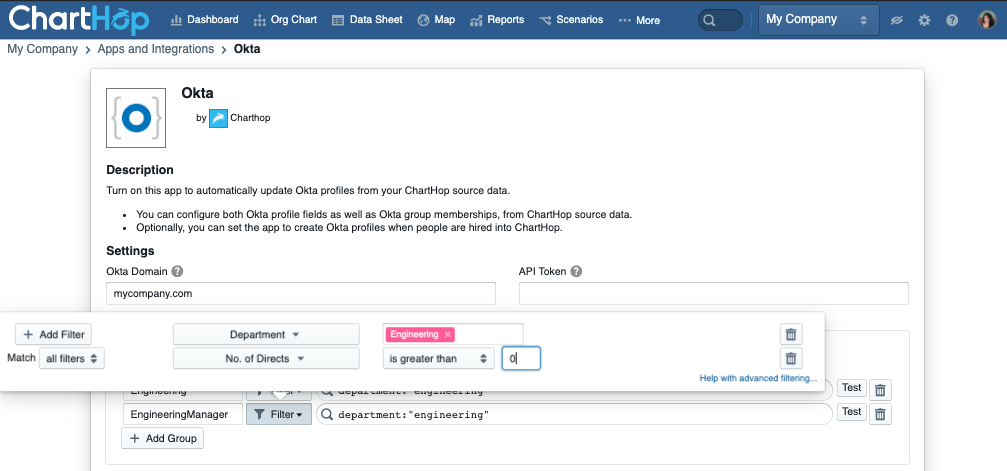 ChartHop Dashboard Org Chart Data Sheet Map Reports Scenarios ··· More My Company ?
My Company > Apps and Integrations > Okta
Okta
by Charthop
Description
Turn on this app to automatically update Okta profiles from your ChartHop source data.
• You can configure both Okta profile fields as well as Okta group memberships, from ChartHop source data.
• Optionally, you can set the app to create Okta profiles when people are hired into ChartHop.
Settings
Okta Domain ? API Token ?
mycompany.com
+ Add Filter Department Engineering ×
Match all filters No. of Directs is greater than 0
Help with advanced filtering...
Engineering Filter department:"engineering" Test
EngineeringManager Filter department:"engineering" Test
+ Add Group